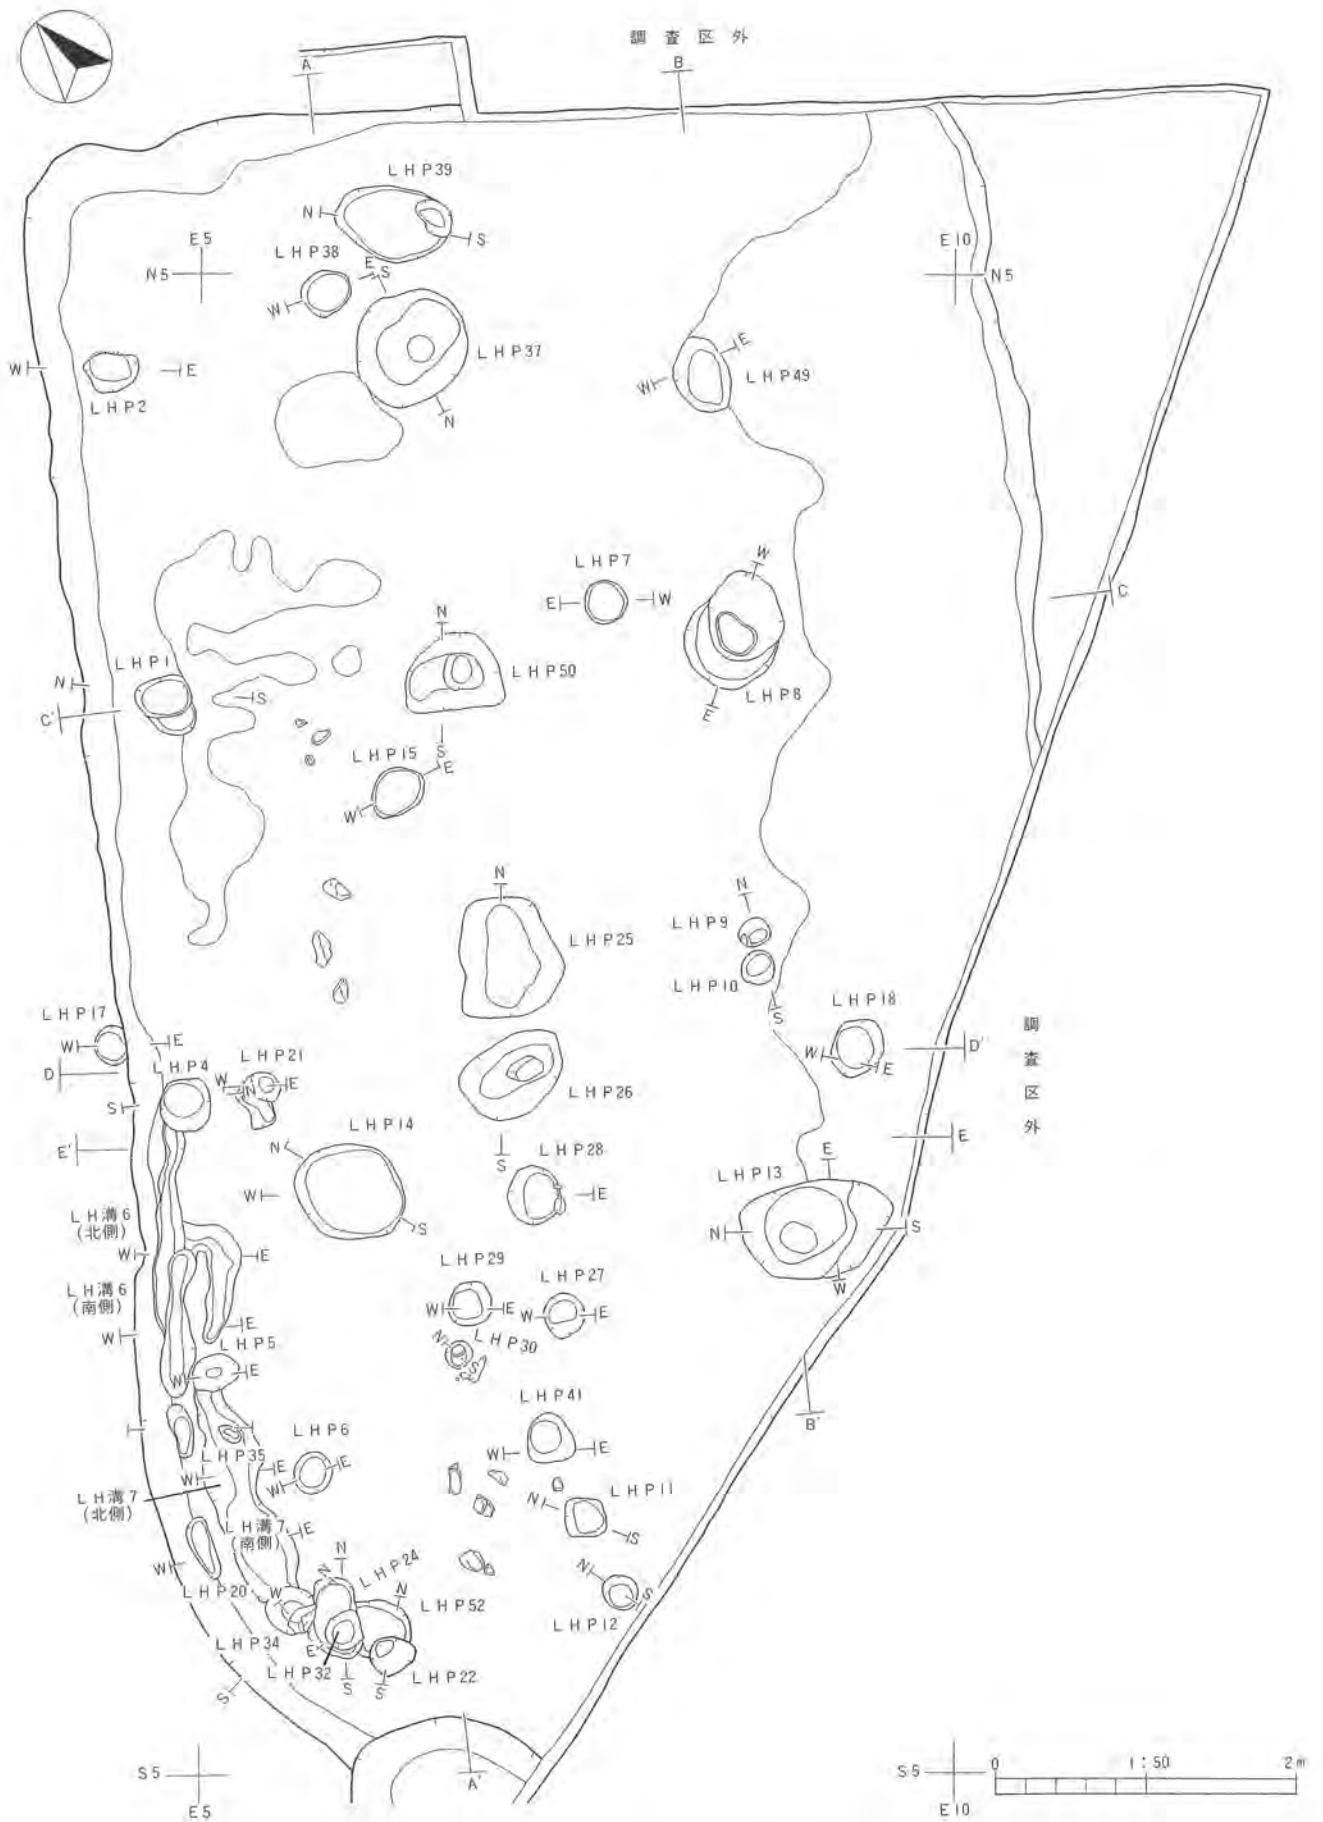 調査区外
A
B
LHP39
N
S
E5
LHP38
E
S
E10
N5
N5
W
W
E
LHP37
E
LHP49
W
LHP2
N
LHP7
W
E
W
C
N
LHP1
LHP50
N
S
C'
LHP8
E
S
LHP15
E
W
N
N
LHP9
LHP25
LHP10
S
LHP17
LHP18
W
E
D
LHP4
LHP21
W
N
E
W
E
D'
調査区外
S
LHP26
LHP14
N
E'
E
S
LHP28
E
LHP13
W
E
S
N
S
LH溝6
(北側)
W
E
W
LHP29
LHP27
LH溝6
(南側)
W
E
W
E
E
W
N
LHP30
S
LHP5
W
E
LHP41
B'
LHP6
W
E
LHP35
W
E
E
W
LHP11
N
LH溝7
(北側)
LH溝7
(南側)
E
S
W
N
LHP24
N
N
LHP20
W
N
LHP52
S
LHP12
LHP34
E
LHP32
S
S
LHP22
S
A'
S5
E5
S5
E10
0
1:50
2m